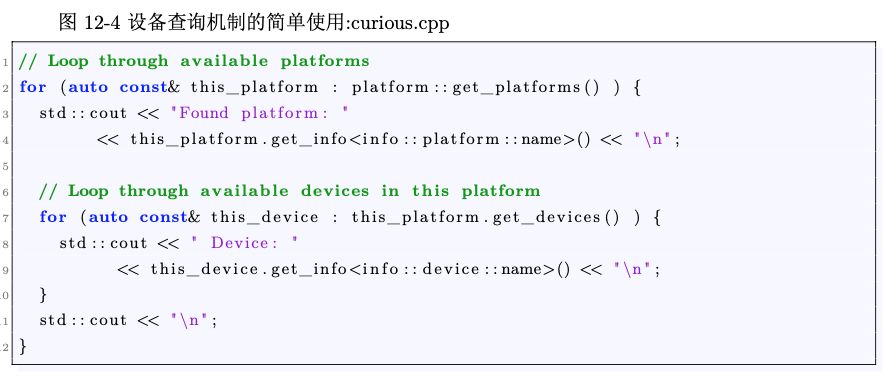 图 12-4 设备查询机制的简单使用:curious.cpp
1 // Loop through available platforms
2 for (auto const& this_platform : platform::get_platforms() ) {
3   std::cout << "Found platform: "
4         << this_platform.get_info<info::platform::name>() << "\n";
5
6   // Loop through available devices in this platform
7   for (auto const& this_device : this_platform.get_devices() ) {
8     std::cout << " Device: "
9           << this_device.get_info<info::device::name>() << "\n";
10   }
11   std::cout << "\n";
12 }